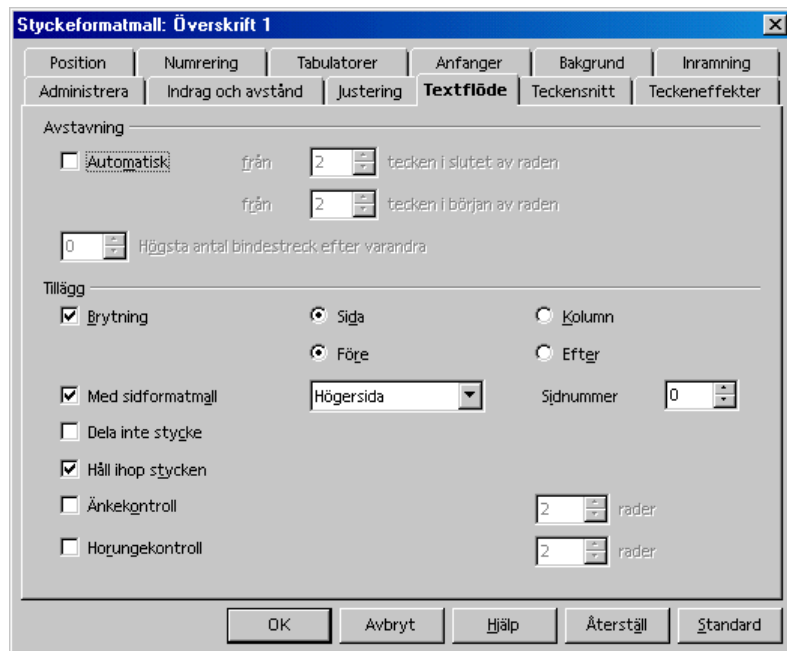 Styckeformatmall: Överskrift 1
Position Numrering Tabulatorer Anfanger Bakgrund Inramning
Administrera Indrag och avstånd Justering Textflöde Teckensnitt Teckeneffekter
Avstavning
Automatisk från 2 tecken i slutet av raden
från 2 tecken i början av raden
0 Högsta antal bindestreck efter varandra
Tillägg
Brytning Sida Kolumn
Före Efter
Med sidformatmall Högersida Sidnummer 0
Dela inte stycke
Håll ihop stycken
Änkekontroll 2 rader
Horungekontroll 2 rader
OK Avbryt Hjälp Återställ Standard